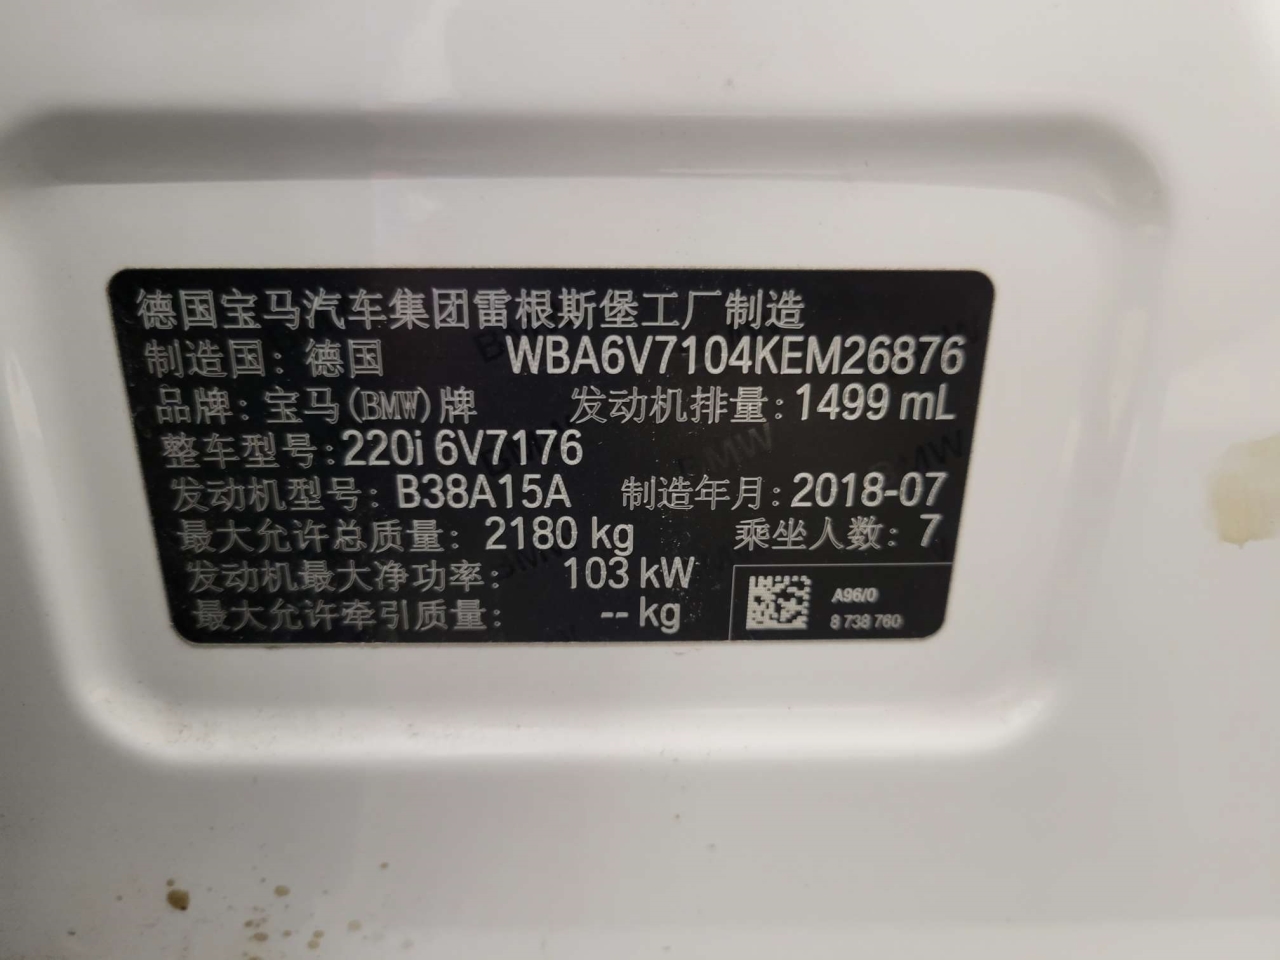 德国宝马汽车集团雷根斯堡工厂制造
制造国: 德国 WBA6V7104KEM26876
品牌: 宝马(BMW)牌 发动机排量: 1499 mL
整车型号: 220i 6V7176
发动机型号: B38A15A 制造年月: 2018-07
最大允许总质量: 2180 kg 乘坐人数: 7
发动机最大净功率: 103 kW
最大允许牵引质量: -- kg
A96/0
8 738 760